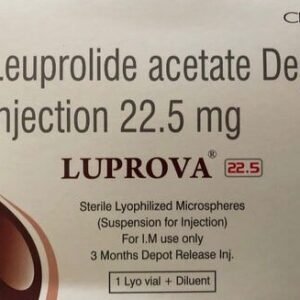 Leuprolide acetate De
njection 22.5 mg
LUPROVA® 22.5
Sterile Lyophilized Microspheres
(Suspension for Injection)
For I.M use only
3 Months Depot Release Inj.
1 Lyo vial + Diluent